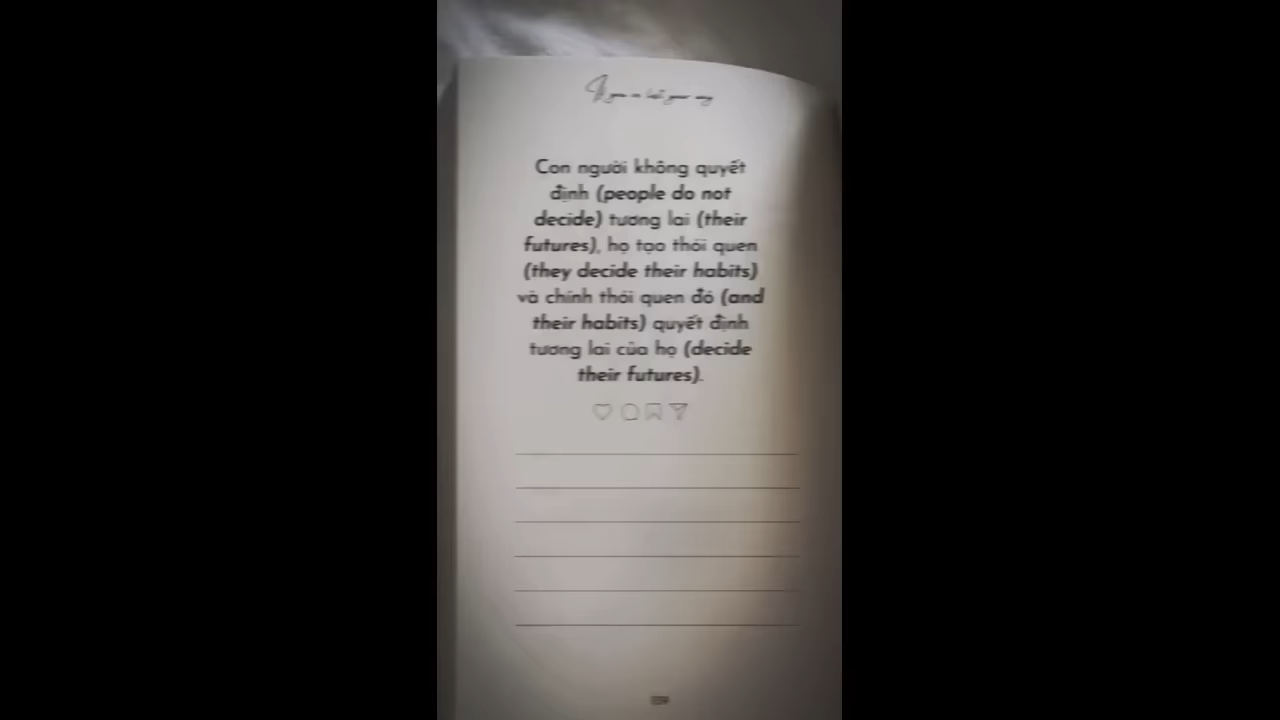 Con người không quyết
định (people do not
decide) tương lai (their
futures), họ tạo thói quen
(they decide their habits)
và chính thói quen đó (and
their habits) quyết định
tương lai của họ (decide
their futures).